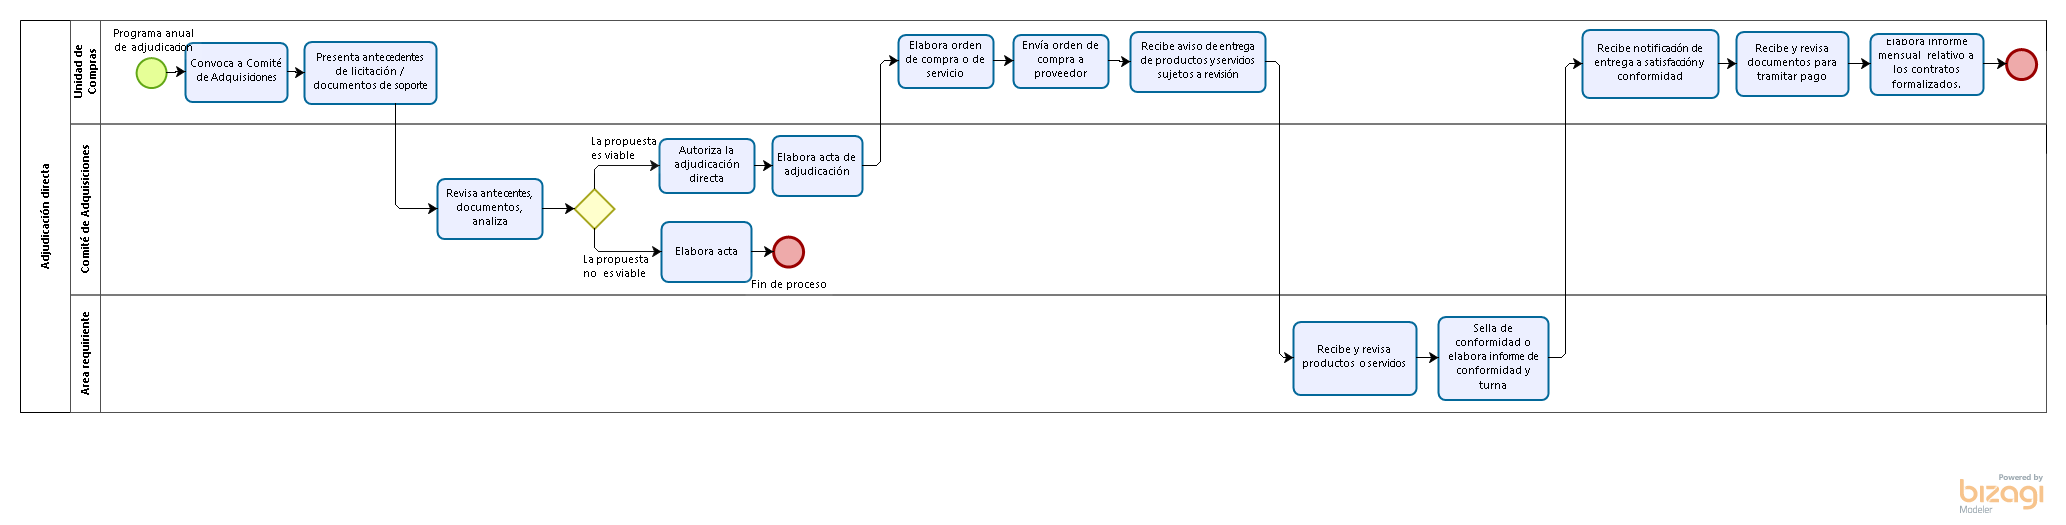 Adjudicación directa
Unidad de
Compras
Programa anual
de adjudicacion
Convoca a Comité
de Adquisiciones
Presenta antecedentes
de licitación /
documentos de soporte
Elabora orden
de compra o de
servicio
Envía orden de
compra a
proveedor
Recibe aviso de entrega
de productos y servicios
sujetos a revisión
Recibe notificación de
entrega a satisfacción y
conformidad
Recibe y revisa
documentos para
tramitar pago
Elabora informe
mensual relativo a
los contratos
formalizados.
Comité de Adquisiciones
Revisa antecentes,
documentos,
analiza
La propuesta
es viable
Autoriza la
adjudicación
directa
Elabora acta de
adjudicación
La propuesta
no es viable
Elabora acta
Fin de proceso
Area requiriente
Recibe y revisa
productos o servicios
Sella de
conformidad o
elabora informe de
conformidad y
turna
Powered by
bizagi
Modeler